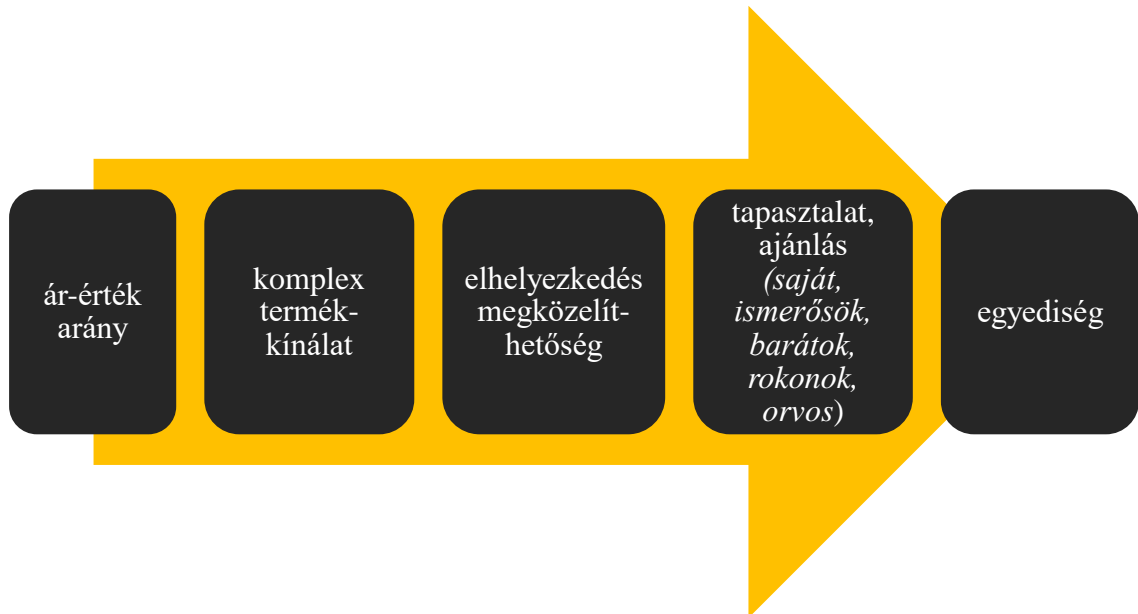 ár-érték
arány
komplex
termék-
kínálat
elhelyezkedés
megközelít-
hetőség
tapasztalat,
ajánlás
(saját,
ismerősök,
barátok,
rokonok,
orvos)
egyediség